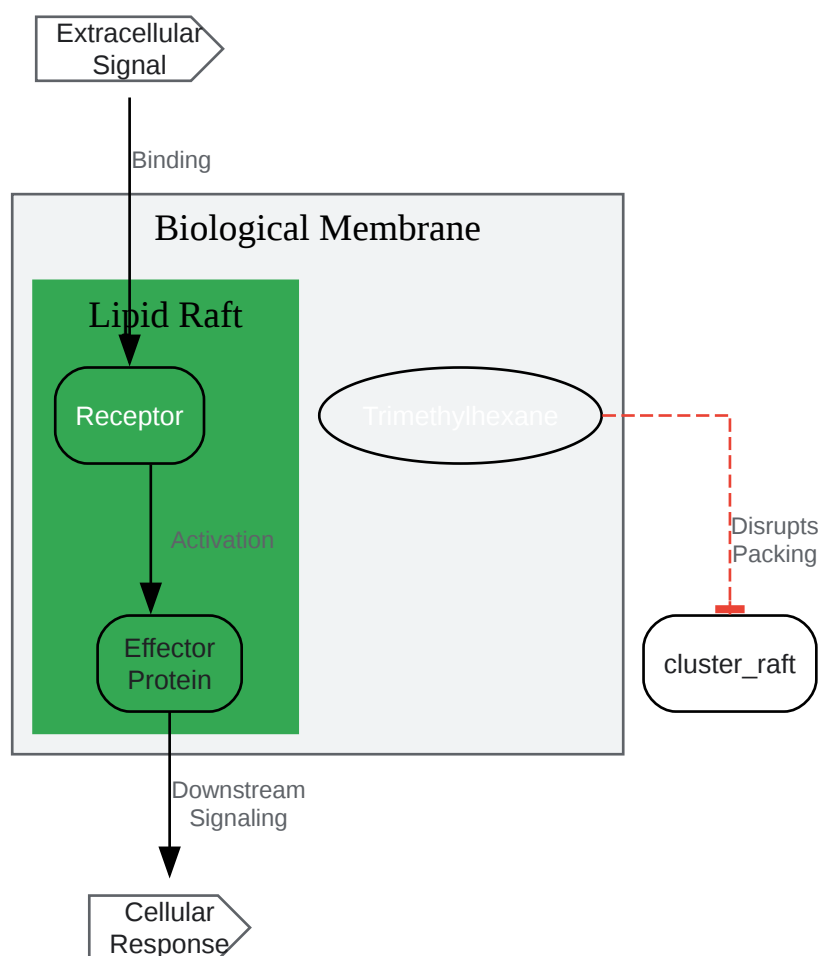 Extracellular
Signal
Binding
Biological Membrane
Lipid Raft
Receptor
Trimethylhexane
Activation
Disrupts
Packing
Effector
Protein
cluster_raft
Downstream
Signaling
Cellular
Response